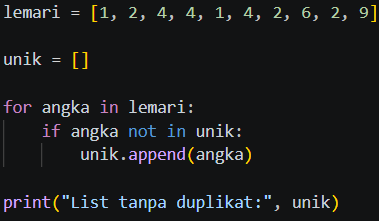 lemari = [1, 2, 4, 4, 1, 4, 2, 6, 2, 9]
unik = []
for angka in lemari:
    if angka not in unik:
        unik.append(angka)
print("List tanpa duplikat:", unik)